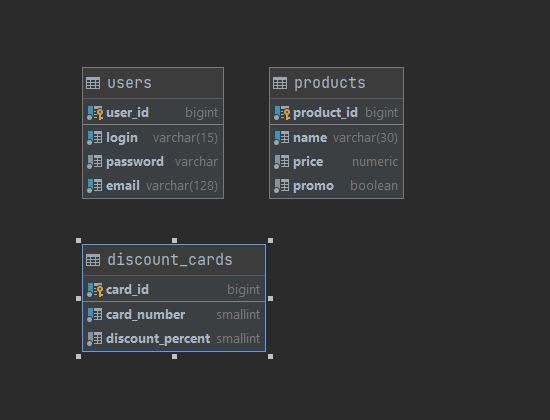 users
user_id bigint
login varchar(15)
password varchar
email varchar(128)
products
product_id bigint
name varchar(30)
price numeric
promo boolean
discount_cards
card_id bigint
card_number smallint
discount_percent smallint